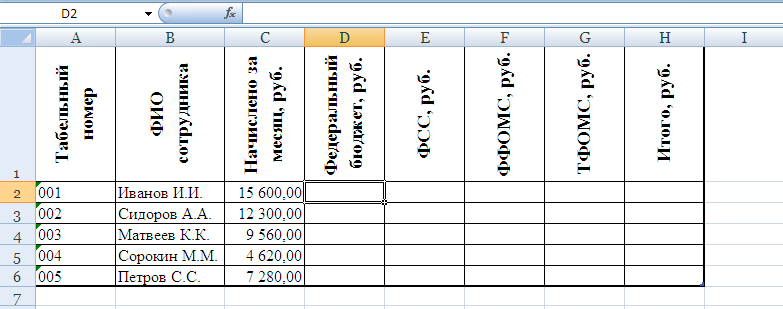 D2 fx
A B C D E F G H I
1 Табельный номер ФИО сотрудника Начислено за месяц, руб. Федеральный бюджет, руб. ФСС, руб. ФФОМС, руб. ТФОМС, руб. Итого, руб.
2 001 Иванов И.И. 15 600,00
3 002 Сидоров А.А. 12 300,00
4 003 Матвеев К.К. 9 560,00
5 004 Сорокин М.М. 4 620,00
6 005 Петров С.С. 7 280,00
7